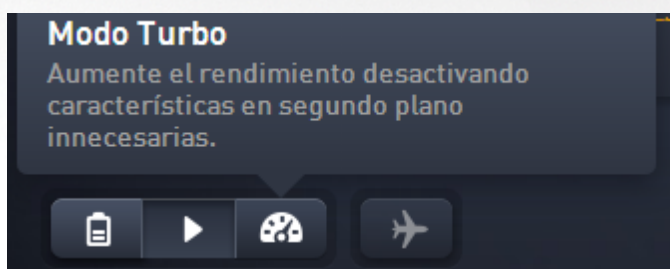 Modo Turbo
Aumente el rendimiento desactivando
características en segundo plano
innecesarias.